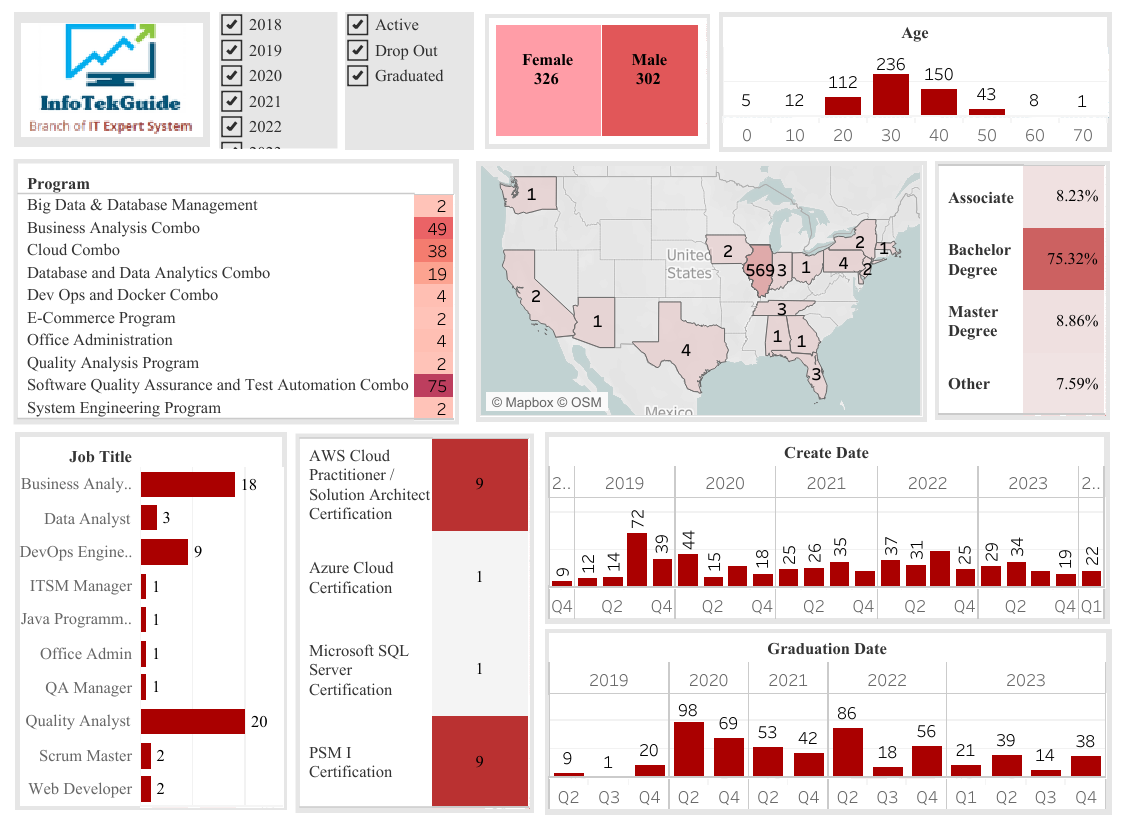 InfoTekGuide
Branch of IT Expert System
2018
2019
2020
2021
2022
Active
Drop Out
Graduated
Female
326
Male
302
Age
5 12 112 236 150 43 8 1
0 10 20 30 40 50 60 70
Program
Big Data & Database Management 2
Business Analysis Combo 49
Cloud Combo 38
Database and Data Analytics Combo 19
Dev Ops and Docker Combo 4
E-Commerce Program 2
Office Administration 4
Quality Analysis Program 2
Software Quality Assurance and Test Automation Combo 75
System Engineering Program 2
1
2 1
2
United
States
569 3 1 4 2
2
1
3
1 1
4
3
© Mapbox © OSM
Mexico
Associate 8.23%
Bachelor
Degree
75.32%
Master
Degree
8.86%
Other 7.59%
Job Title
Business Analy.. 18
Data Analyst 3
DevOps Engine.. 9
ITSM Manager 1
Java Programm.. 1
Office Admin 1
QA Manager 1
Quality Analyst 20
Scrum Master 2
Web Developer 2
AWS Cloud
Practitioner /
Solution Architect
Certification
9
Azure Cloud
Certification
1
Microsoft SQL
Server
Certification
1
PSM I
Certification
9
Create Date
2.. 2019 2020 2021 2022 2023 2..
9 12 14 72 39 44 15 18 25 26 35 37 31 25 29 34 19 22
Q4 Q2 Q4 Q2 Q4 Q2 Q4 Q2 Q4 Q2 Q4 Q1
Graduation Date
2019 2020 2021 2022 2023
9 1 20 98 69 53 42 86 18 56 21 39 14 38
Q2 Q3 Q4 Q2 Q4 Q2 Q4 Q2 Q3 Q4 Q1 Q2 Q3 Q4